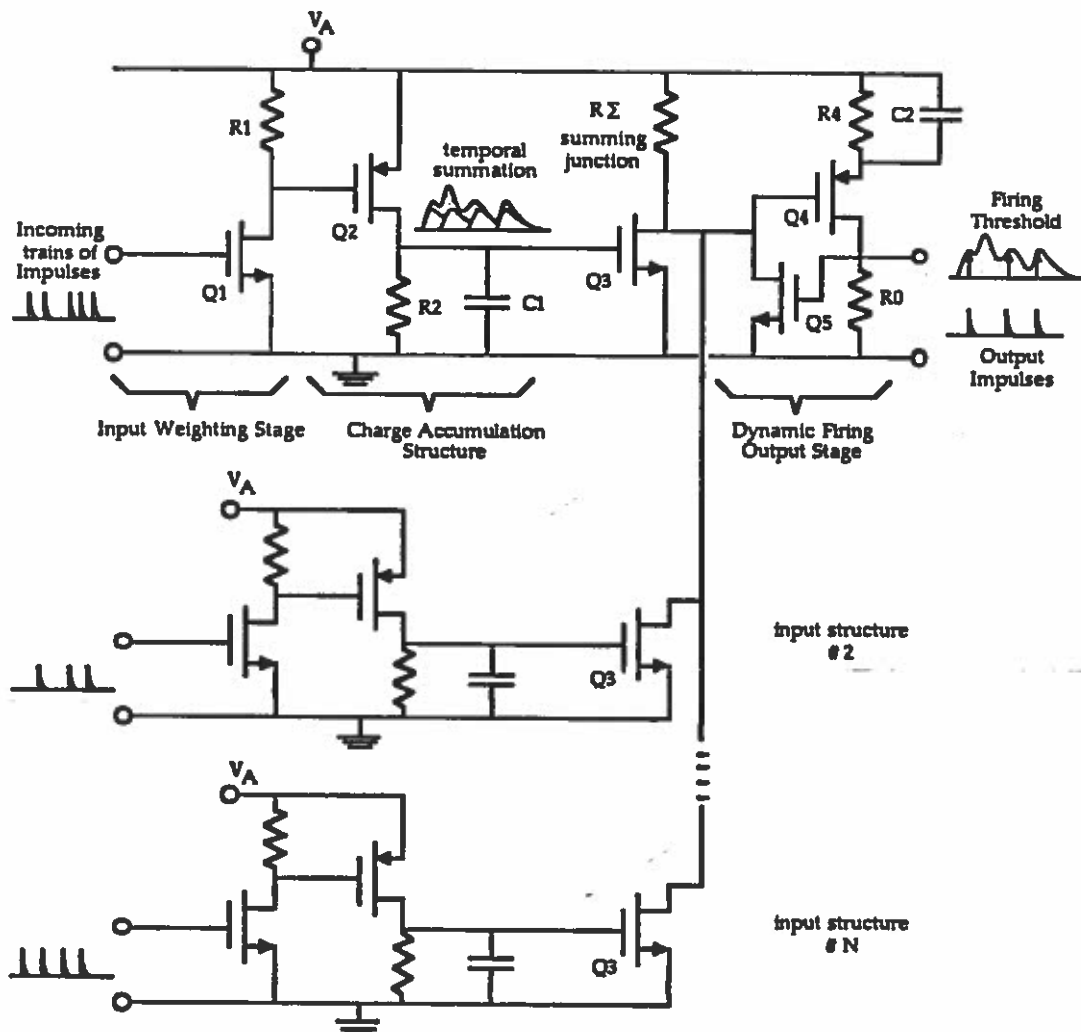 VA
R1
Q2
temporal
summation
RΣ
summing
junction
R4
C2
Q4
Firing
Threshold
Incoming
trains of
Impulses
Q1
R2
C1
Q3
Q5
R0
Output
Impulses
Input Weighting Stage
Charge Accumulation
Structure
Dynamic Firing
Output Stage
VA
Q3
input structure
#2
VA
Q3
input structure
# N